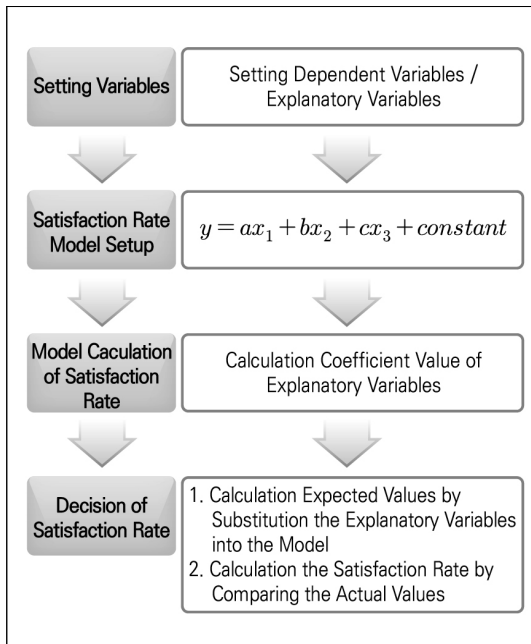 Setting Variables
Setting Dependent Variables /
Explanatory Variables
Satisfaction Rate
Model Setup
y = ax₁ + bx₂ + cx₃ + constant
Model Caculation
of Satisfaction
Rate
Calculation Coefficient Value of
Explanatory Variables
Decision of
Satisfaction Rate
1. Calculation Expected Values by
Substitution the Explanatory Variables
into the Model
2. Calculation the Satisfaction Rate by
Comparing the Actual Values